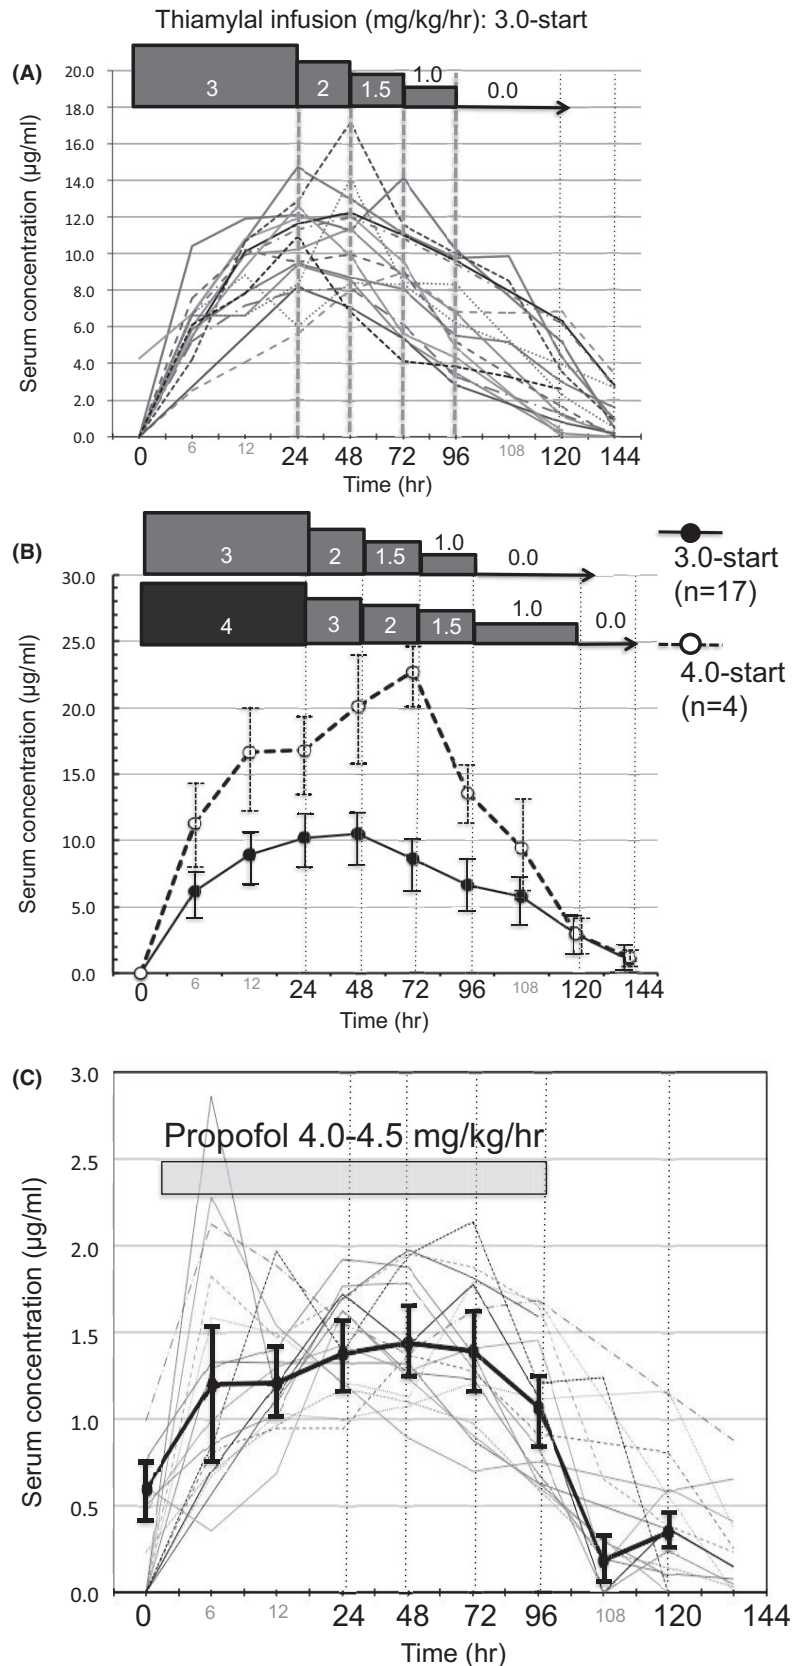 Thiamylal infusion (mg/kg/hr): 3.0-start
(A)
3
2
1.5
1.0
0.0
Serum concentration (µg/ml)
20.0
18.0
16.0
14.0
12.0
10.0
8.0
6.0
4.0
2.0
0.0
0 6 12 24 48 72 96 108 120 144
Time (hr)
(B)
3
2
1.5
1.0
0.0
4
3
2
1.5
1.0
0.0
3.0-start
(n=17)
4.0-start
(n=4)
Serum concentration (µg/ml)
30.0
25.0
20.0
15.0
10.0
5.0
0.0
0 6 12 24 48 72 96 108 120 144
Time (hr)
(C)
Propofol 4.0-4.5 mg/kg/hr
Serum concentration (µg/ml)
3.0
2.5
2.0
1.5
1.0
0.5
0.0
0 6 12 24 48 72 96 108 120 144
Time (hr)